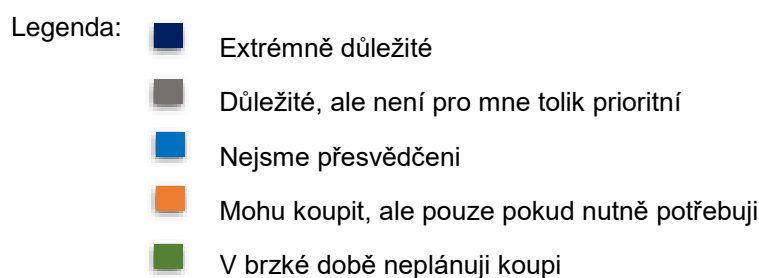 Legenda:
Extrémně důležité
Důležité, ale není pro mne tolik prioritní
Nejsme přesvědčeni
Mohu koupit, ale pouze pokud nutně potřebuji
V brzké době neplánuji koupi